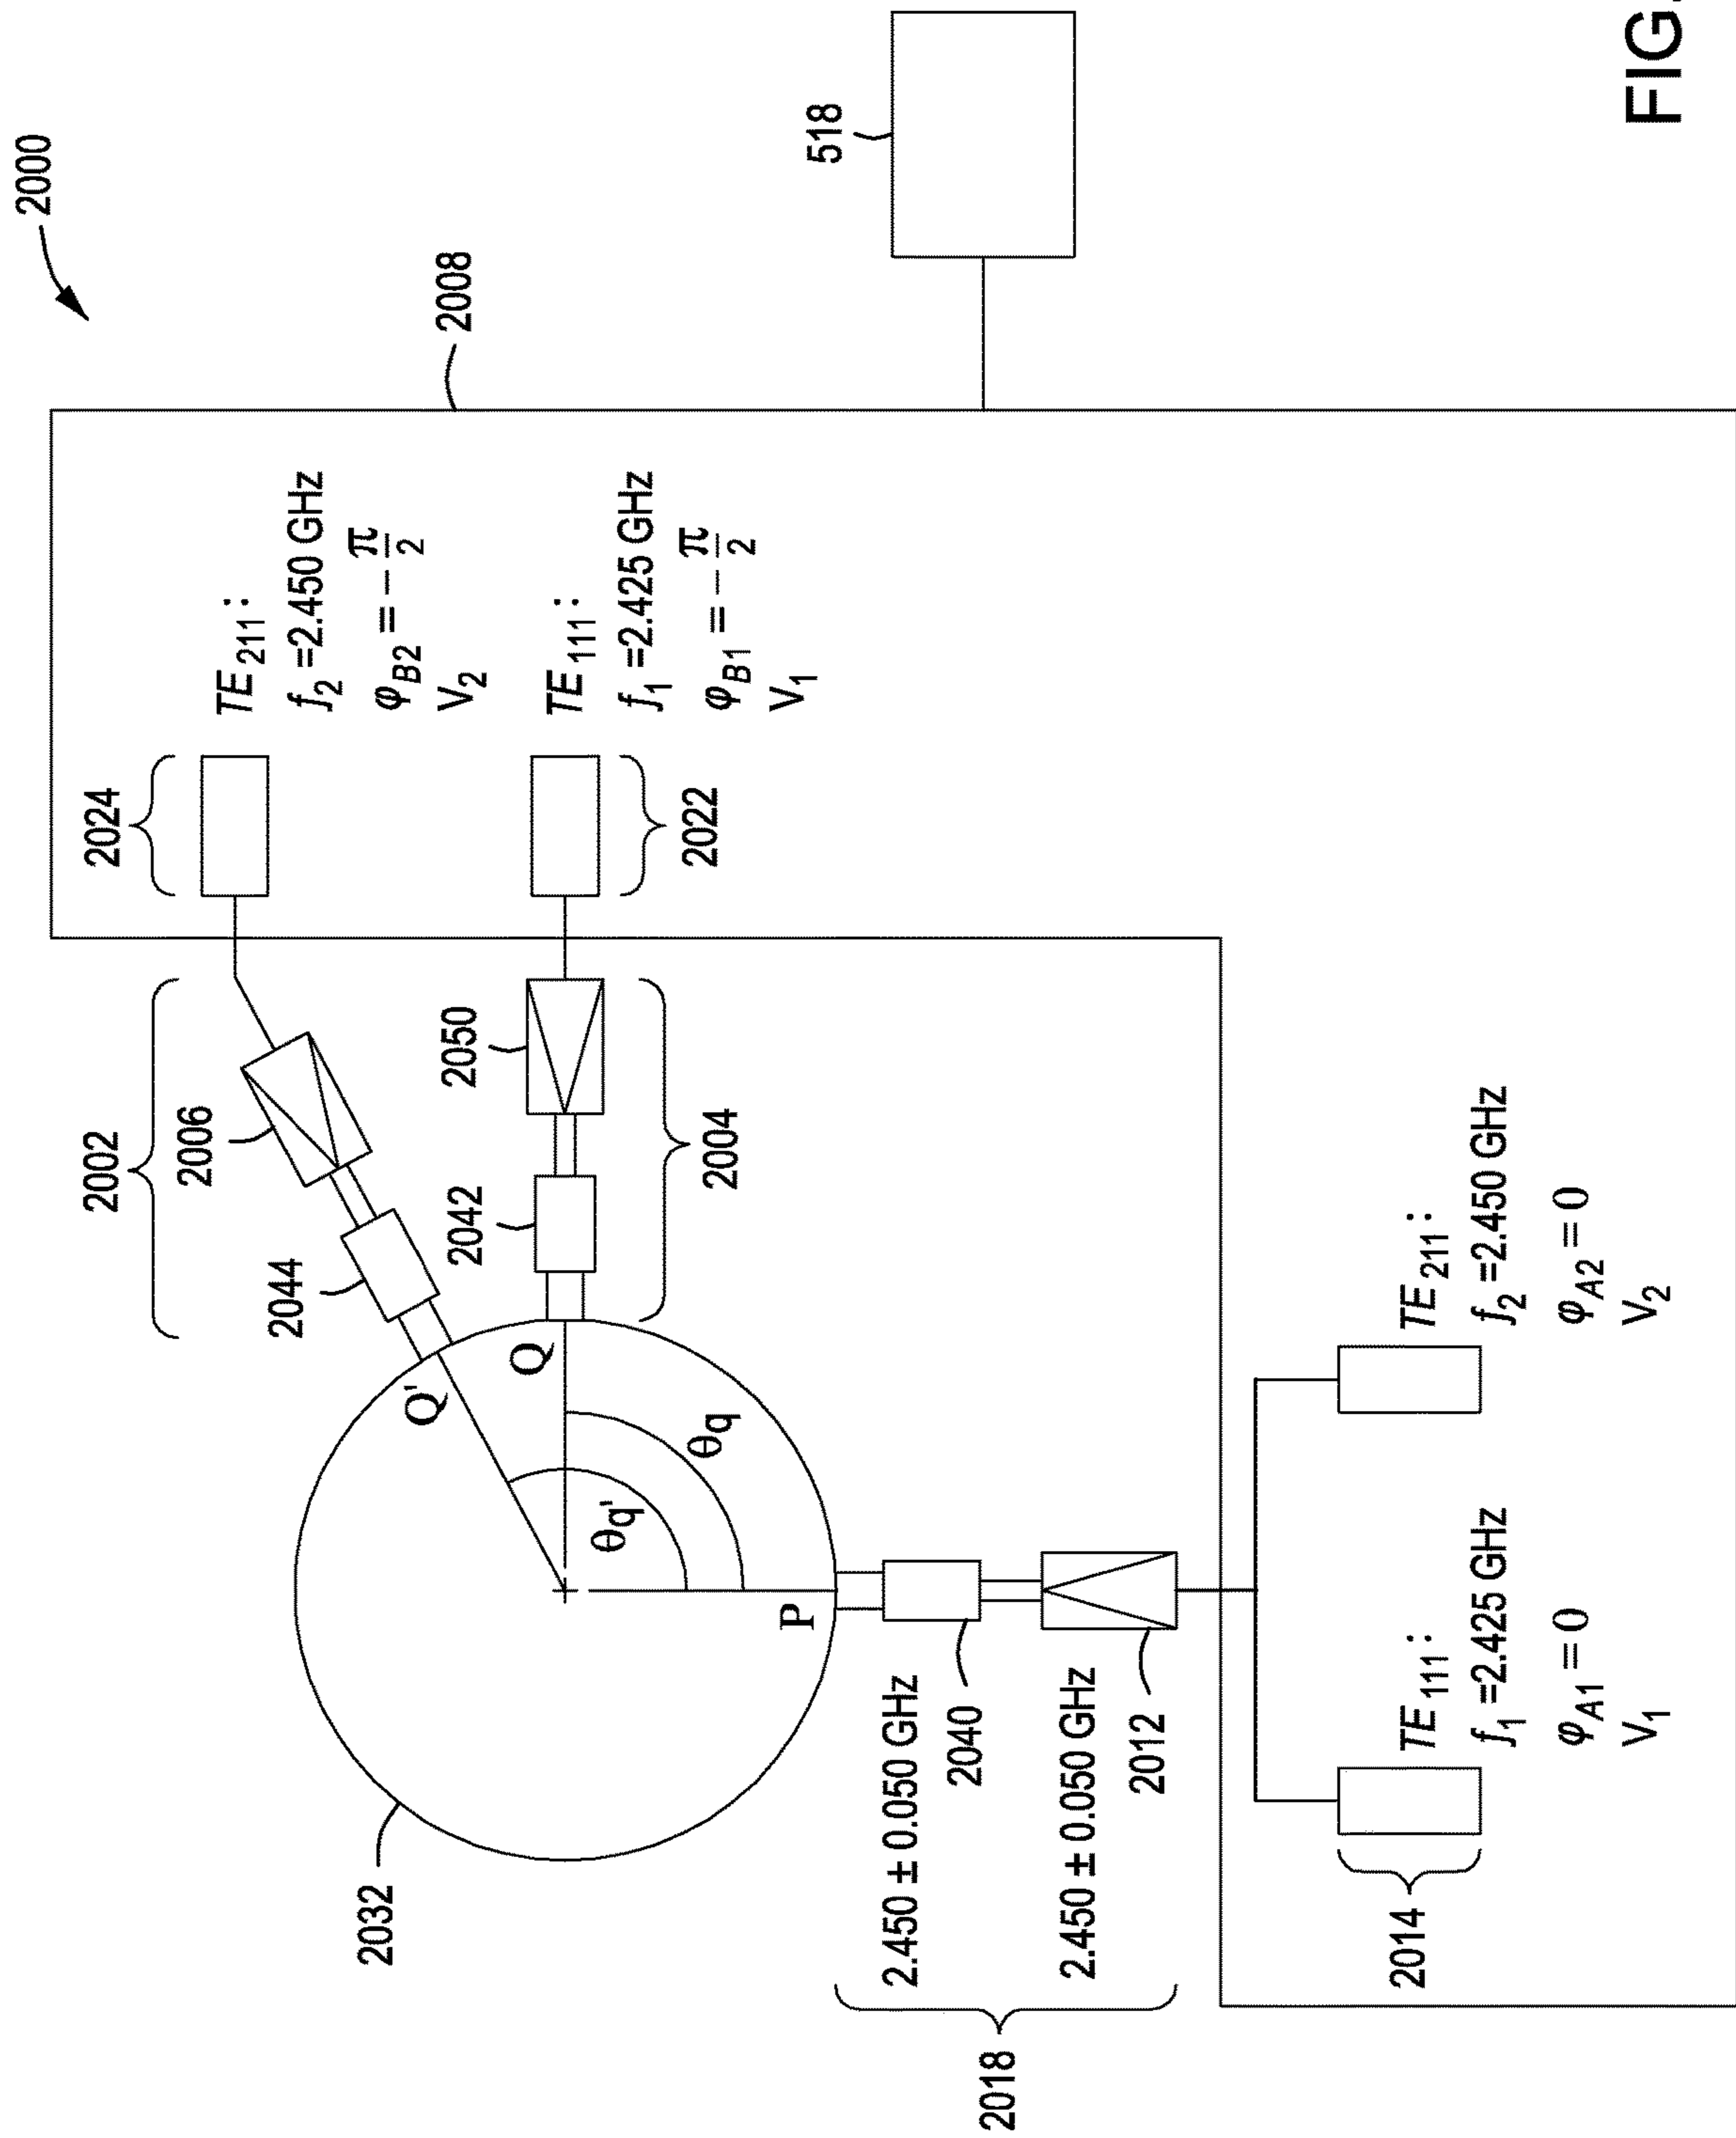 2000
2008
518
2024
TE211:
f2=2.450 GHz
φB2=−π/2
V2
2022
TE111:
f1=2.425 GHz
φB1=−π/2
V1
2002
2006
2044
2050
2042
2004
Q'
Q
θq'
θq
P
2032
2.450 ± 0.050 GHz
2040
2.450 ± 0.050 GHz
2012
2018
2014
TE111:
f1=2.425 GHz
φA1=0
V1
TE211:
f2=2.450 GHz
φA2=0
V2
FIG.